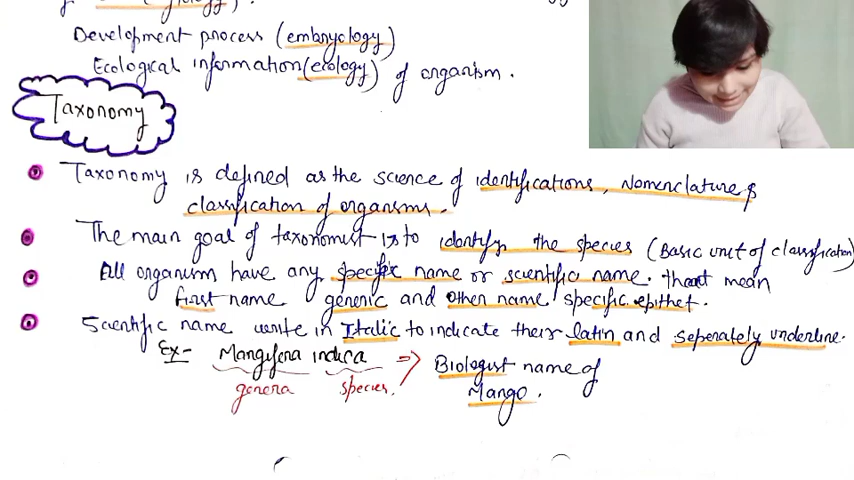 Development process (embryology)
Ecological information (ecology) of organism.
Taxonomy
Taxonomy is defined as the science of identifications, Nomenclature &
classification of organisms.
The main goal of taxonomist is to identify the species (Basic unit of classification)
All organism have any specific name or scientific name. that mean
first name generic and other name specific epithet.
Scientific name write in Italic to indicate their latin and seperately underline.
Ex- Mangifera indica => Biologist name of
genera species.
Mango.